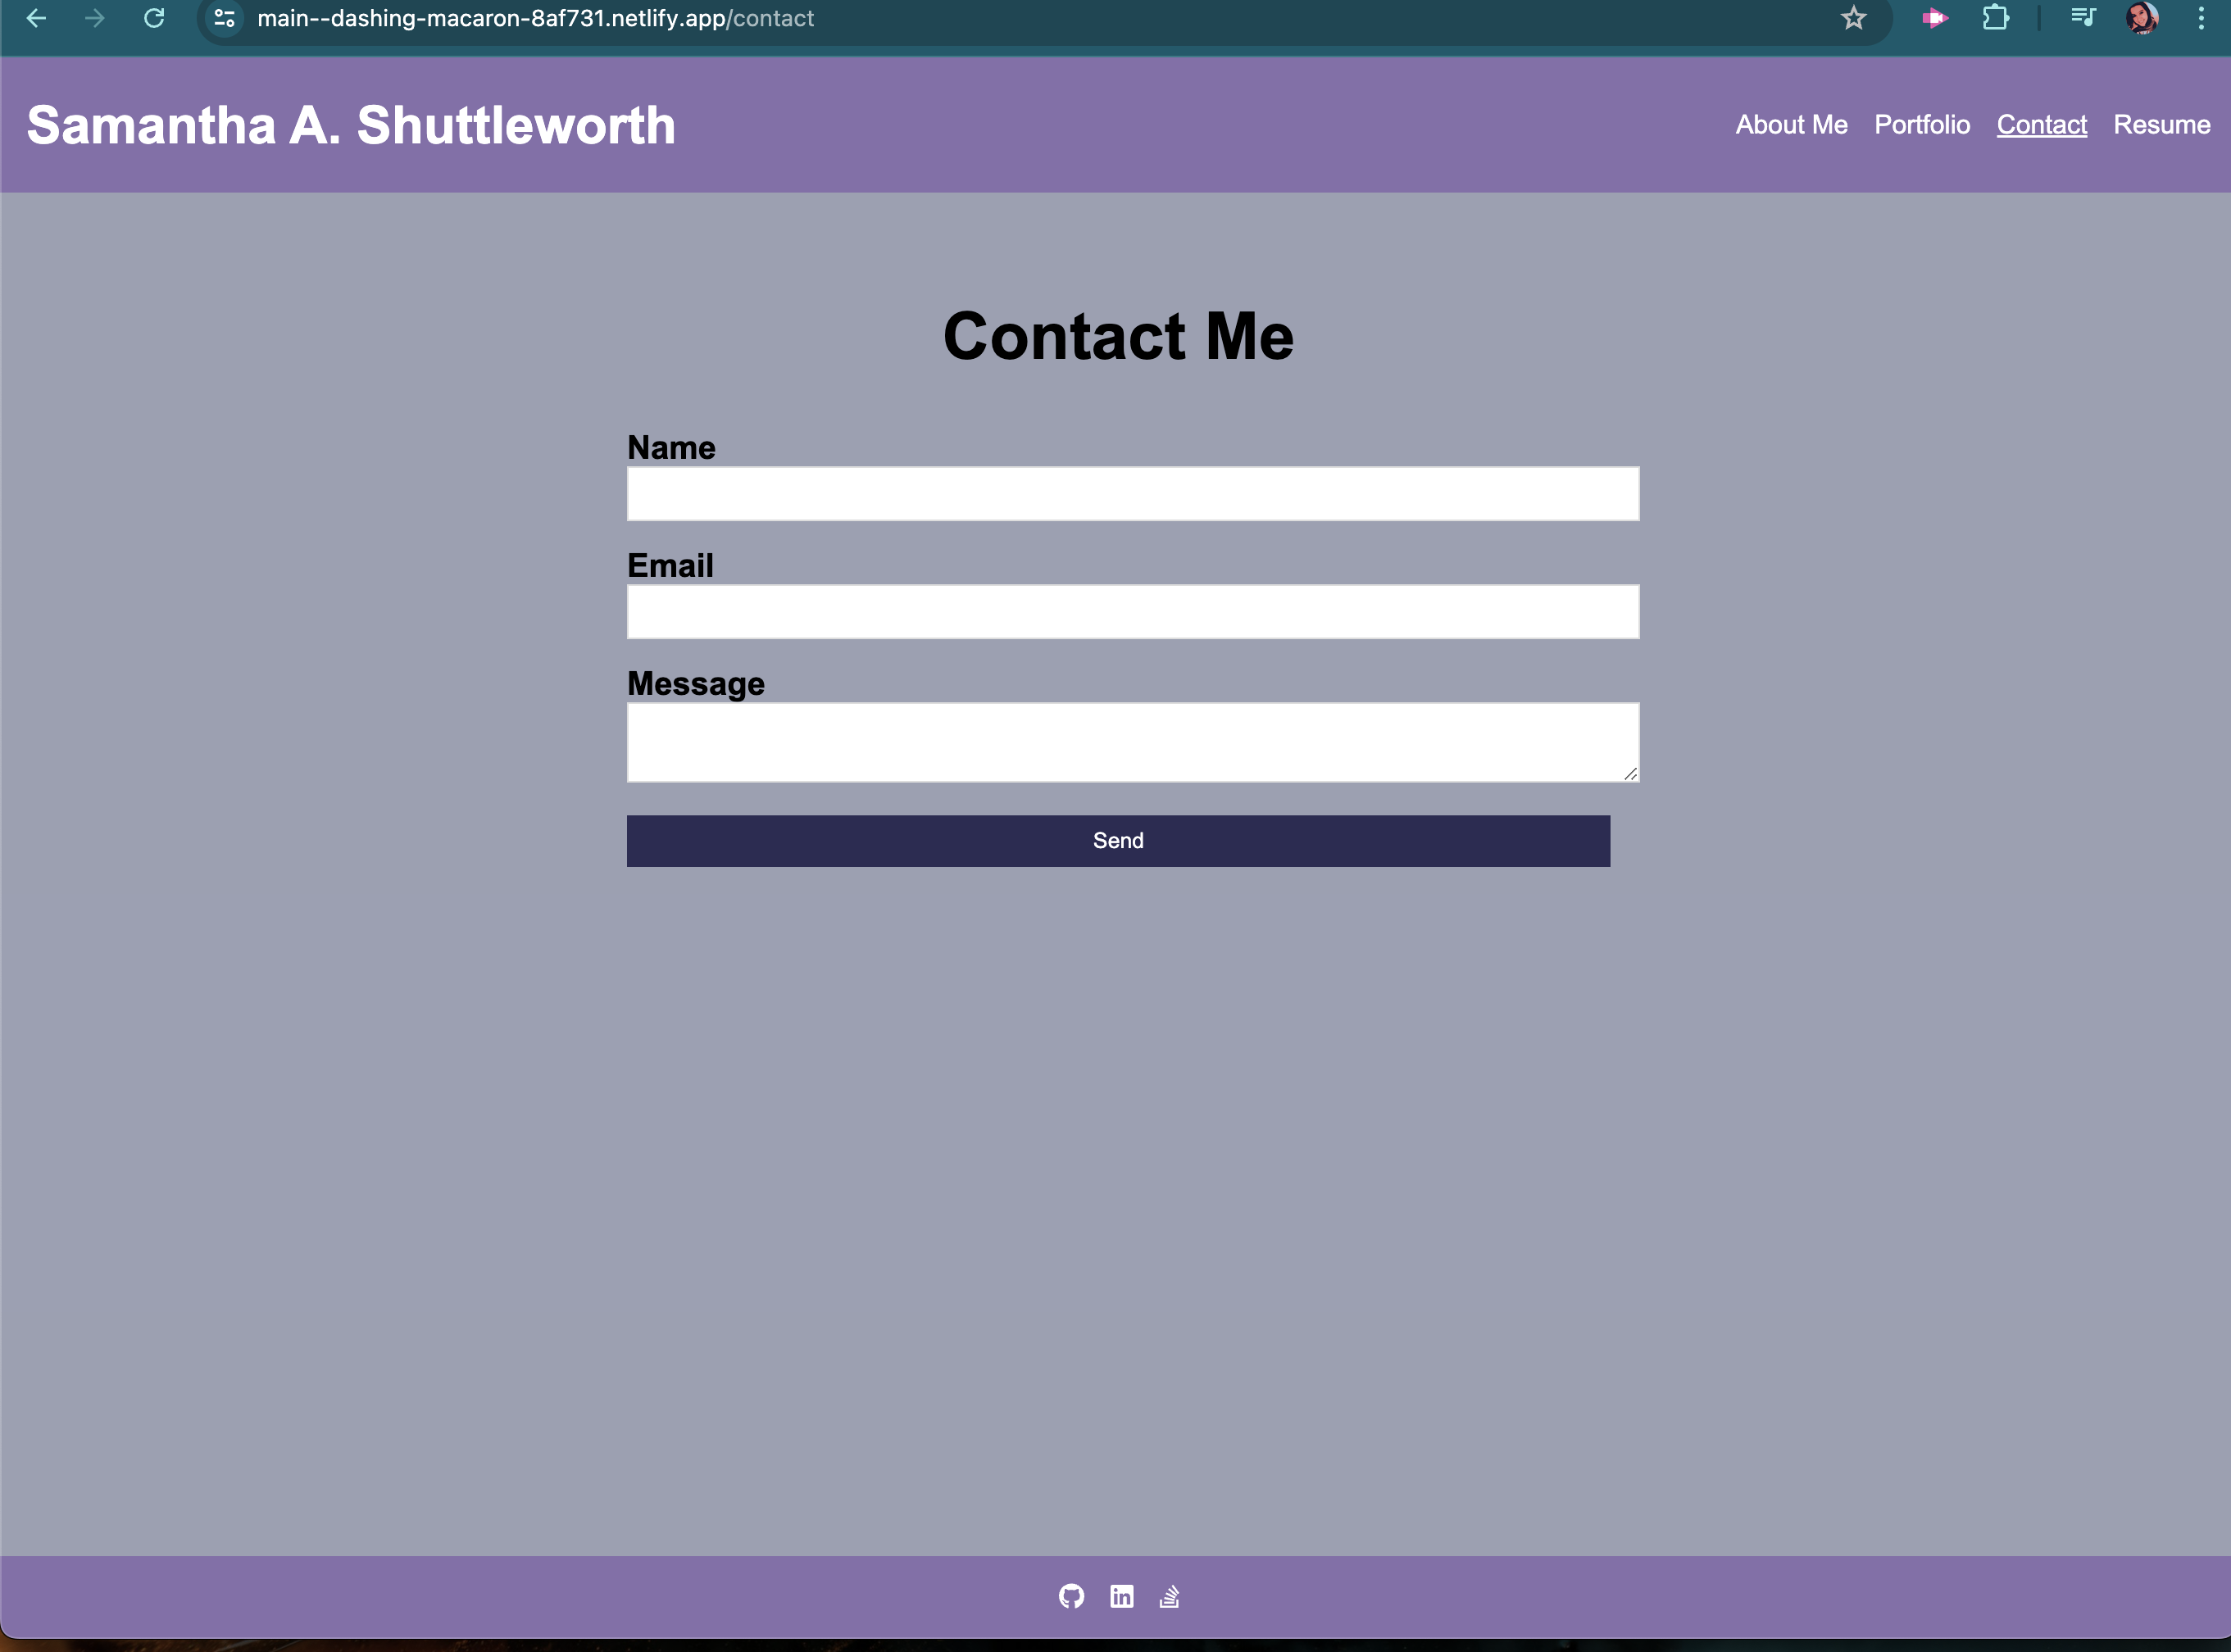 main--dashing-macaron-8af731.netlify.app/contact
Samantha A. Shuttleworth
About Me Portfolio Contact Resume
Contact Me
Name
Email
Message
Send
in